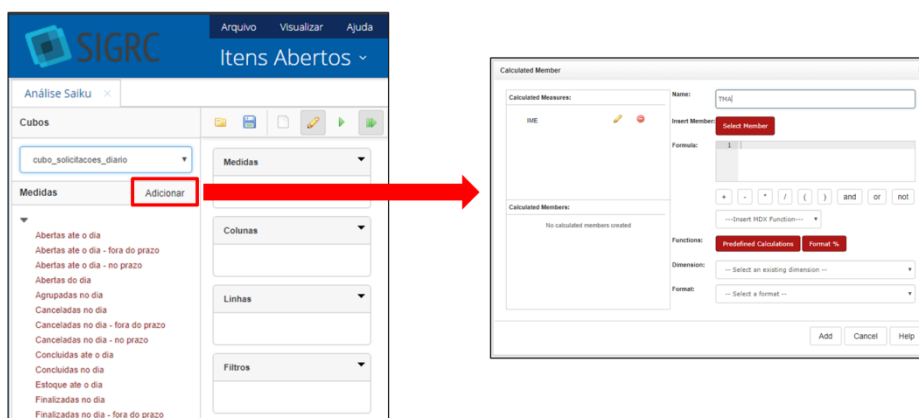 SIGRC
Arquivo Visualizar Ajuda
Itens Abertos
Análise Saiku ×
Cubos
cubo_solicitacoes_diario
Medidas Adicionar
Abertas ate o dia
Abertas ate o dia - fora do prazo
Abertas ate o dia - no prazo
Abertas do dia
Agrupadas no dia
Canceladas no dia
Canceladas no dia - fora do prazo
Canceladas no dia - no prazo
Concluidas ate o dia
Concluidas no dia
Estoque ate o dia
Finalizadas no dia
Finalizadas no dia - fora do prazo
Medidas
Colunas
Linhas
Filtros
Calculated Member
Calculated Measures:
IME
Calculated Members:
No calculated members created
Name: TMA
Insert Member: Select Member
Formula: 1
+ - * / ( ) and or not
---Insert MDX Function---
Functions: Predefined Calculations Format %
Dimension: -- Select an existing dimension --
Format: -- Select a format --
Add Cancel Help